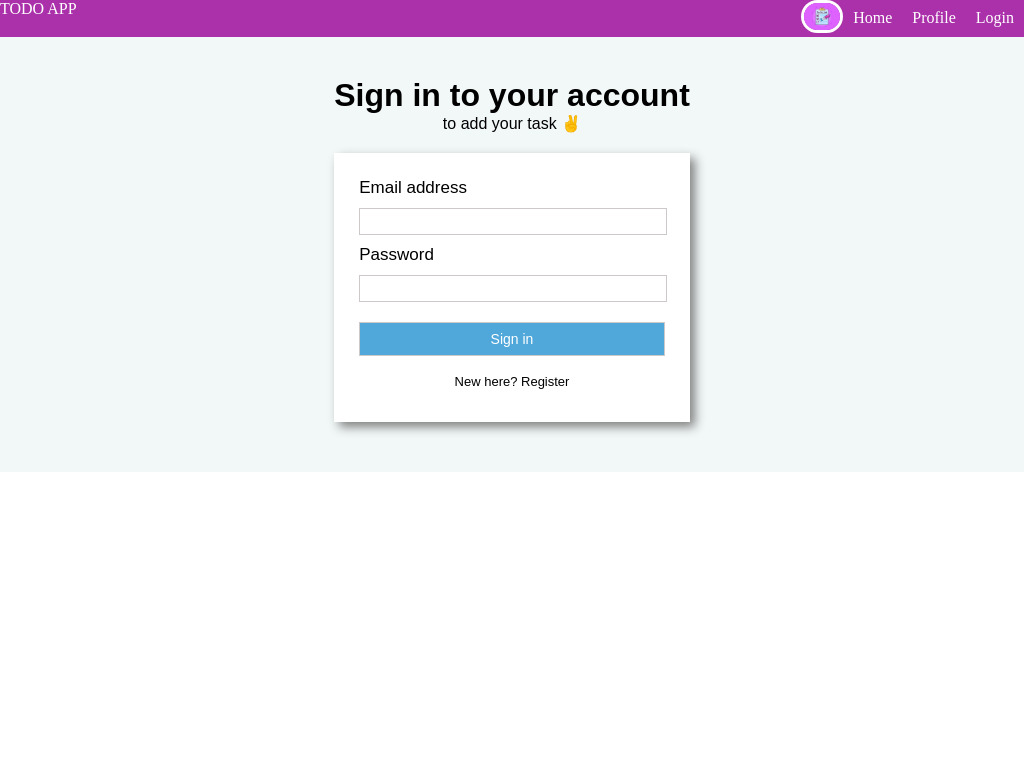 TODO APP
Home Profile Login
Sign in to your account
to add your task ✌
Email address
Password
Sign in
New here? Register